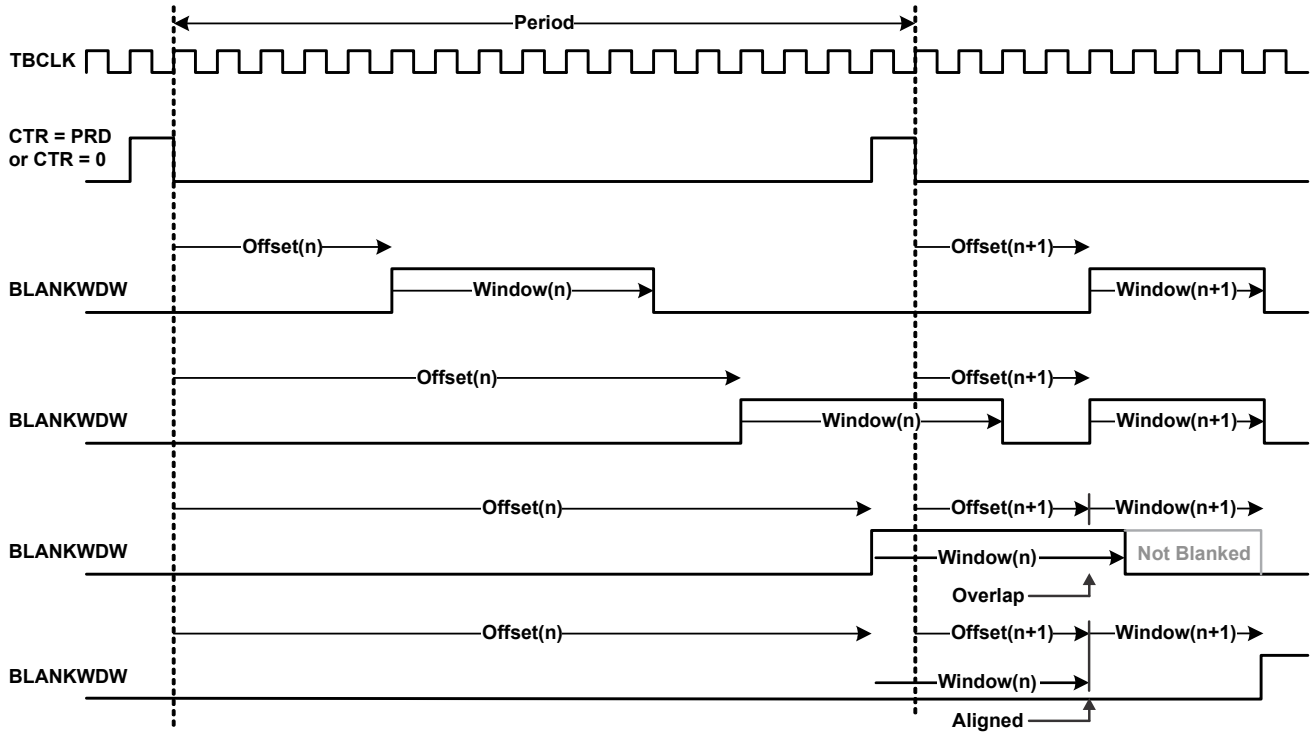 Period
TBCLK
CTR = PRD
or CTR = 0
Offset(n)
Offset(n+1)
BLANKWDW
Window(n)
Window(n+1)
Offset(n)
Offset(n+1)
BLANKWDW
Window(n)
Window(n+1)
Offset(n)
Offset(n+1)
Window(n+1)
BLANKWDW
Window(n)
Not Blanked
Overlap
Offset(n)
Offset(n+1)
Window(n+1)
BLANKWDW
Window(n)
Aligned